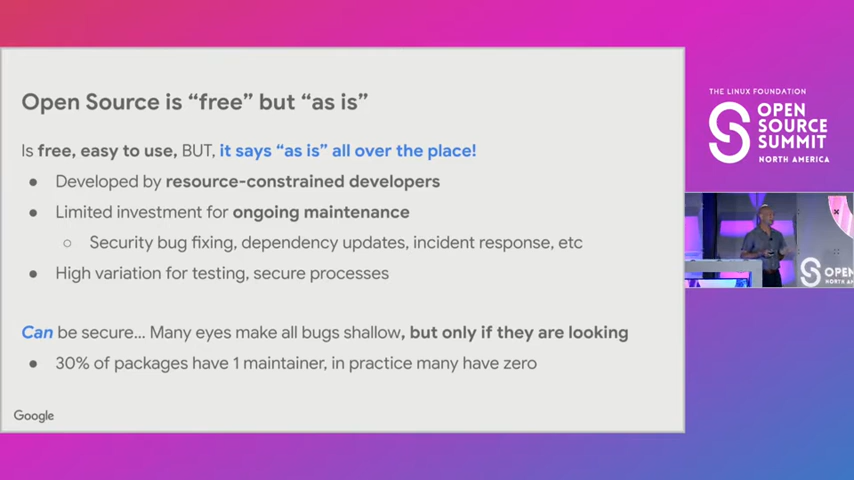 Open Source is “free” but “as is”
Is free, easy to use, BUT, it says “as is” all over the place!
● Developed by resource-constrained developers
● Limited investment for ongoing maintenance
○ Security bug fixing, dependency updates, incident response, etc
● High variation for testing, secure processes
Can be secure... Many eyes make all bugs shallow, but only if they are looking
● 30% of packages have 1 maintainer, in practice many have zero
Google
THE LINUX FOUNDATION
OPEN
SOURCE
SUMMIT
NORTH AMERICA
OPEN
NORTH AM